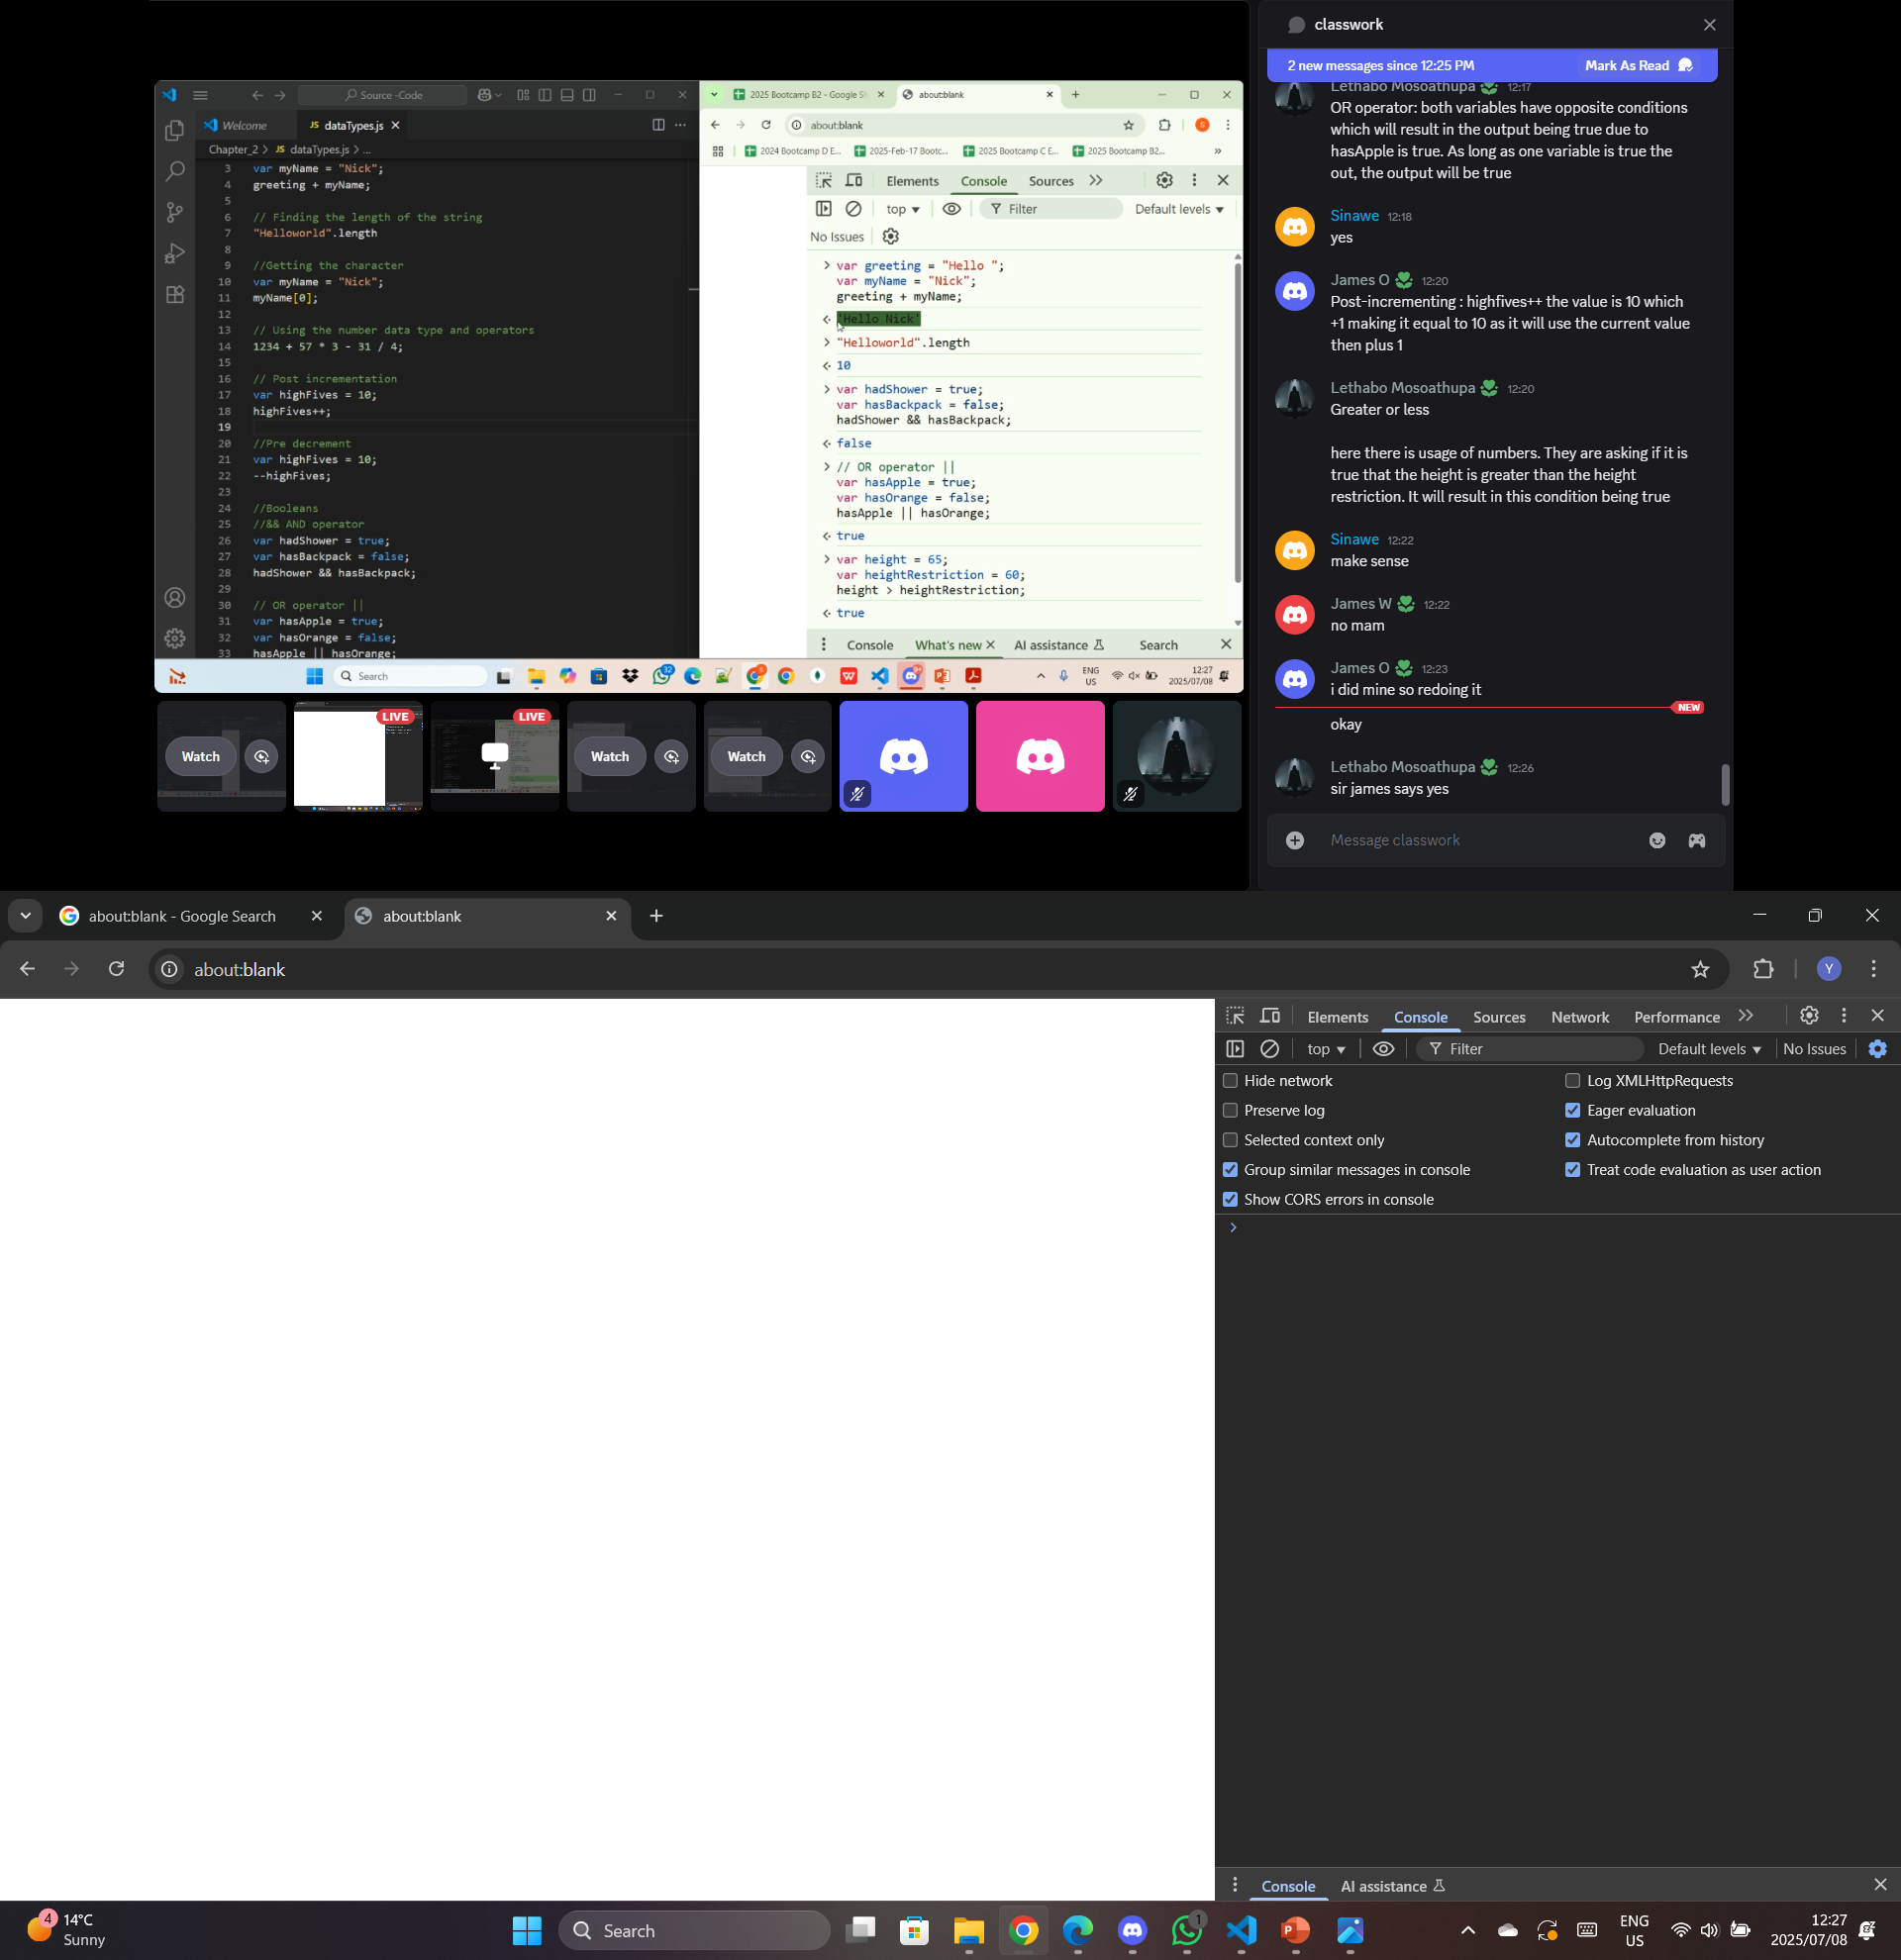 classwork
2 new messages since 12:25 PM
Mark As Read
Lethabo Mosoathupa 12:17
OR operator: both variables have opposite conditions
which will result in the output being true due to
hasApple is true. As long as one variable is true the
out, the output will be true
Sinawe 12:18
yes
James O 12:20
Post-incrementing : highfives++ the value is 10 which
+1 making it equal to 10 as it will use the current value
then plus 1
Lethabo Mosoathupa 12:20
Greater or less
here there is usage of numbers. They are asking if it is
true that the height is greater than the height
restriction. It will result in this condition being true
Sinawe 12:22
make sense
James W 12:22
no mam
James O 12:23
i did mine so redoing it
NEW
okay
Lethabo Mosoathupa 12:26
sir james says yes
Message classwork
Source -Code
Welcome
JS dataTypes.js
Chapter_2 > JS dataTypes.js > ...
3 var myName = "Nick";
4 greeting + myName;
5
6 // Finding the length of the string
7 "Helloworld".length
8
9 //Getting the character
10 var myName = "Nick";
11 myName[0];
12
13 // Using the number data type and operators
14 1234 + 57 * 3 - 31 / 4;
15
16 // Post incrementation
17 var highFives = 10;
18 highFives++;
19
20 //Pre decrement
21 var highFives = 10;
22 --highFives;
23
24 //Booleans
25 //&& AND operator
26 var hadShower = true;
27 var hasBackpack = false;
28 hadShower && hasBackpack;
29
30 // OR operator ||
31 var hasApple = true;
32 var hasOrange = false;
33 hasApple || hasOrange;
2025 Bootcamp B2 - Google S
about:blank
about:blank
2024 Bootcamp D E...
2025-Feb-17 Bootc...
2025 Bootcamp C E...
2025 Bootcamp B2...
Elements Console Sources
top Filter Default levels
No Issues
> var greeting = "Hello ";
var myName = "Nick";
greeting + myName;
'Hello Nick'
> "Helloworld".length
10
> var hadShower = true;
var hasBackpack = false;
hadShower && hasBackpack;
false
> // OR operator ||
var hasApple = true;
var hasOrange = false;
hasApple || hasOrange;
true
> var height = 65;
var heightRestriction = 60;
height > heightRestriction;
true
Console What's new AI assistance Search
Search
32
ENG
US
12:27
2025/07/08
Watch
LIVE
LIVE
Watch
Watch
about:blank - Google Search
about:blank
about:blank
Y
Elements Console Sources Network Performance
top Filter Default levels No Issues
Hide network
Log XMLHttpRequests
Preserve log
Eager evaluation
Selected context only
Autocomplete from history
Group similar messages in console
Treat code evaluation as user action
Show CORS errors in console
Console AI assistance
4
14°C
Sunny
Search
1
ENG
US
12:27
2025/07/08